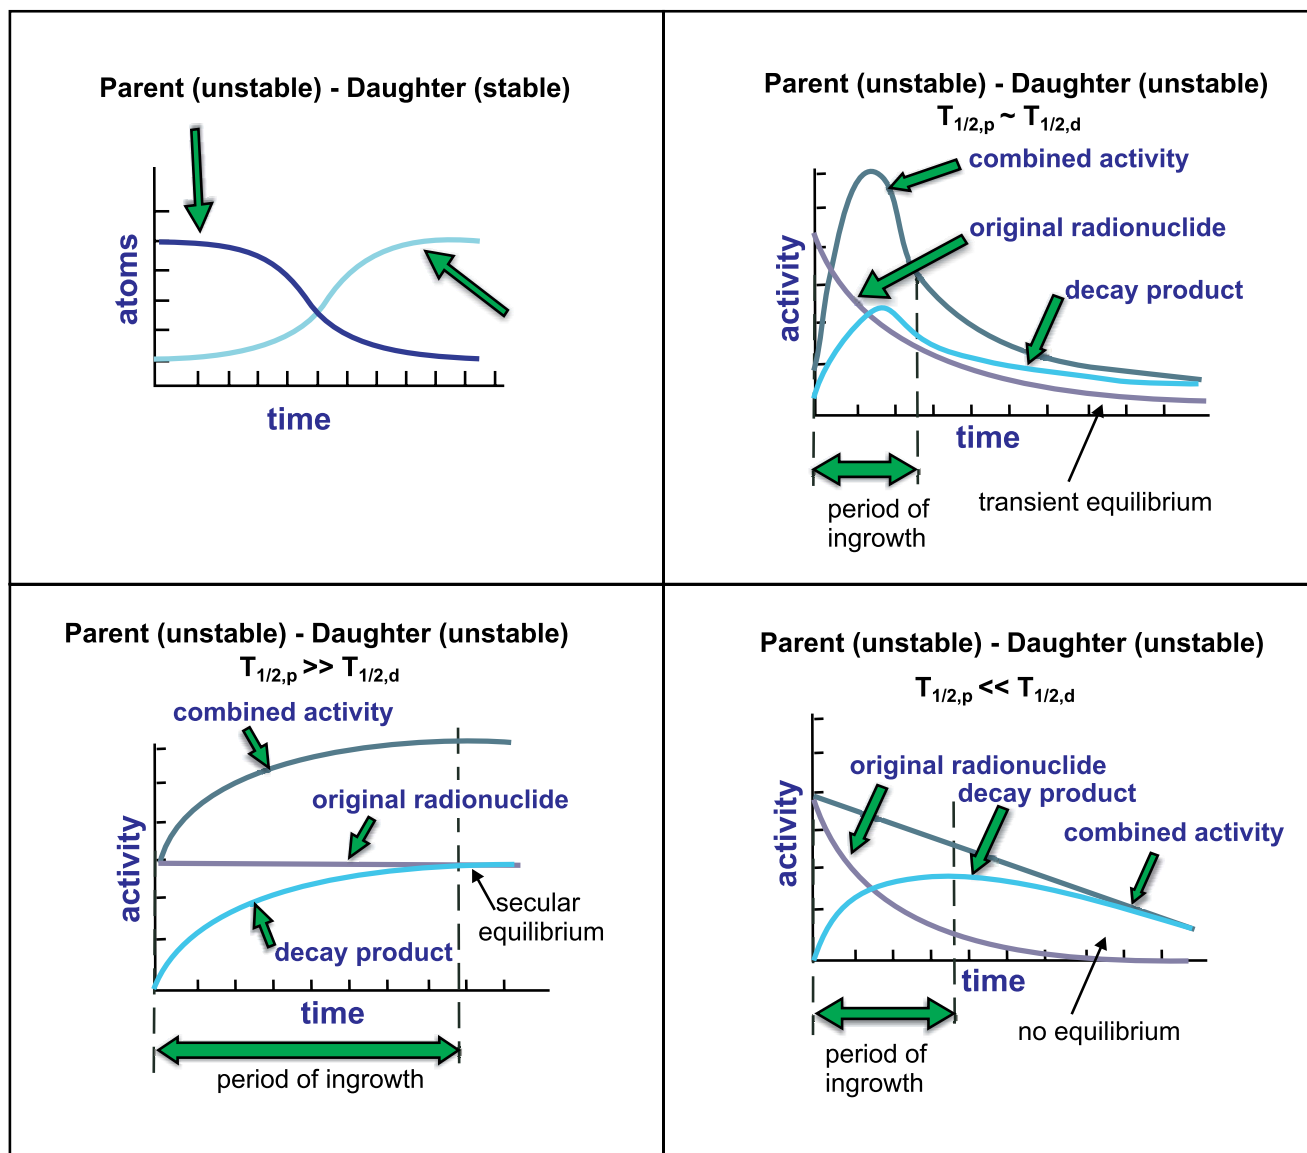 Parent (unstable) - Daughter (stable)
atoms
time
Parent (unstable) - Daughter (unstable)
T1/2,p ~ T1/2,d
combined activity
original radionuclide
decay product
activity
time
period of
ingrowth
transient equilibrium
Parent (unstable) - Daughter (unstable)
T1/2,p >> T1/2,d
combined activity
original radionuclide
activity
secular
equilibrium
decay product
time
period of ingrowth
Parent (unstable) - Daughter (unstable)
T1/2,p << T1/2,d
original radionuclide
decay product
combined activity
activity
time
no equilibrium
period of
ingrowth